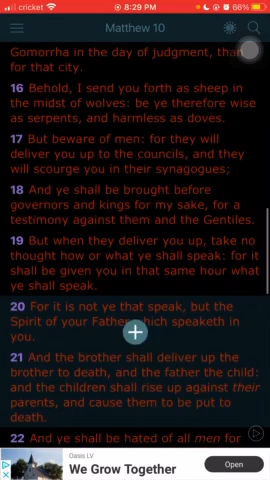 cricket 8:29 PM 66%
Matthew 10
Gomorrha in the day of judgment, than
for that city.
16 Behold, I send you forth as sheep in
the midst of wolves: be ye therefore wise
as serpents, and harmless as doves.
17 But beware of men: for they will
deliver you up to the councils, and they
will scourge you in their synagogues;
18 And ye shall be brought before
governors and kings for my sake, for a
testimony against them and the Gentiles.
19 But when they deliver you up, take no
thought how or what ye shall speak: for it
shall be given you in that same hour what
ye shall speak.
20 For it is not ye that speak, but the
Spirit of your Father which speaketh in
you.
21 And the brother shall deliver up the
brother to death, and the father the child:
and the children shall rise up against their
parents, and cause them to be put to
death.
22 And ye shall be hated of all men for
Oasis LV
We Grow Together
Open